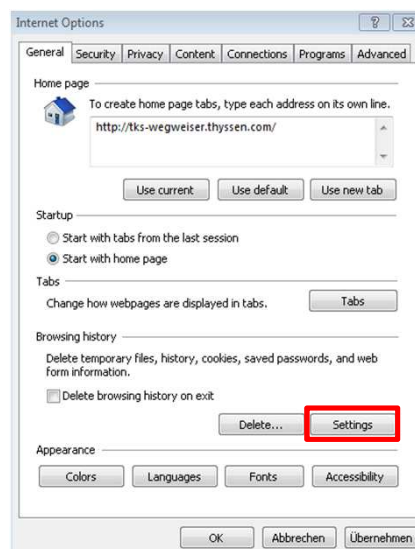 Internet Options
General Security Privacy Content Connections Programs Advanced
Home page
To create home page tabs, type each address on its own line.
http://tks-wegweiser.thyssen.com/
Use current Use default Use new tab
Startup
Start with tabs from the last session
Start with home page
Tabs
Change how webpages are displayed in tabs. Tabs
Browsing history
Delete temporary files, history, cookies, saved passwords, and web
form information.
Delete browsing history on exit
Delete... Settings
Appearance
Colors Languages Fonts Accessibility
OK Abbrechen Übernehmen